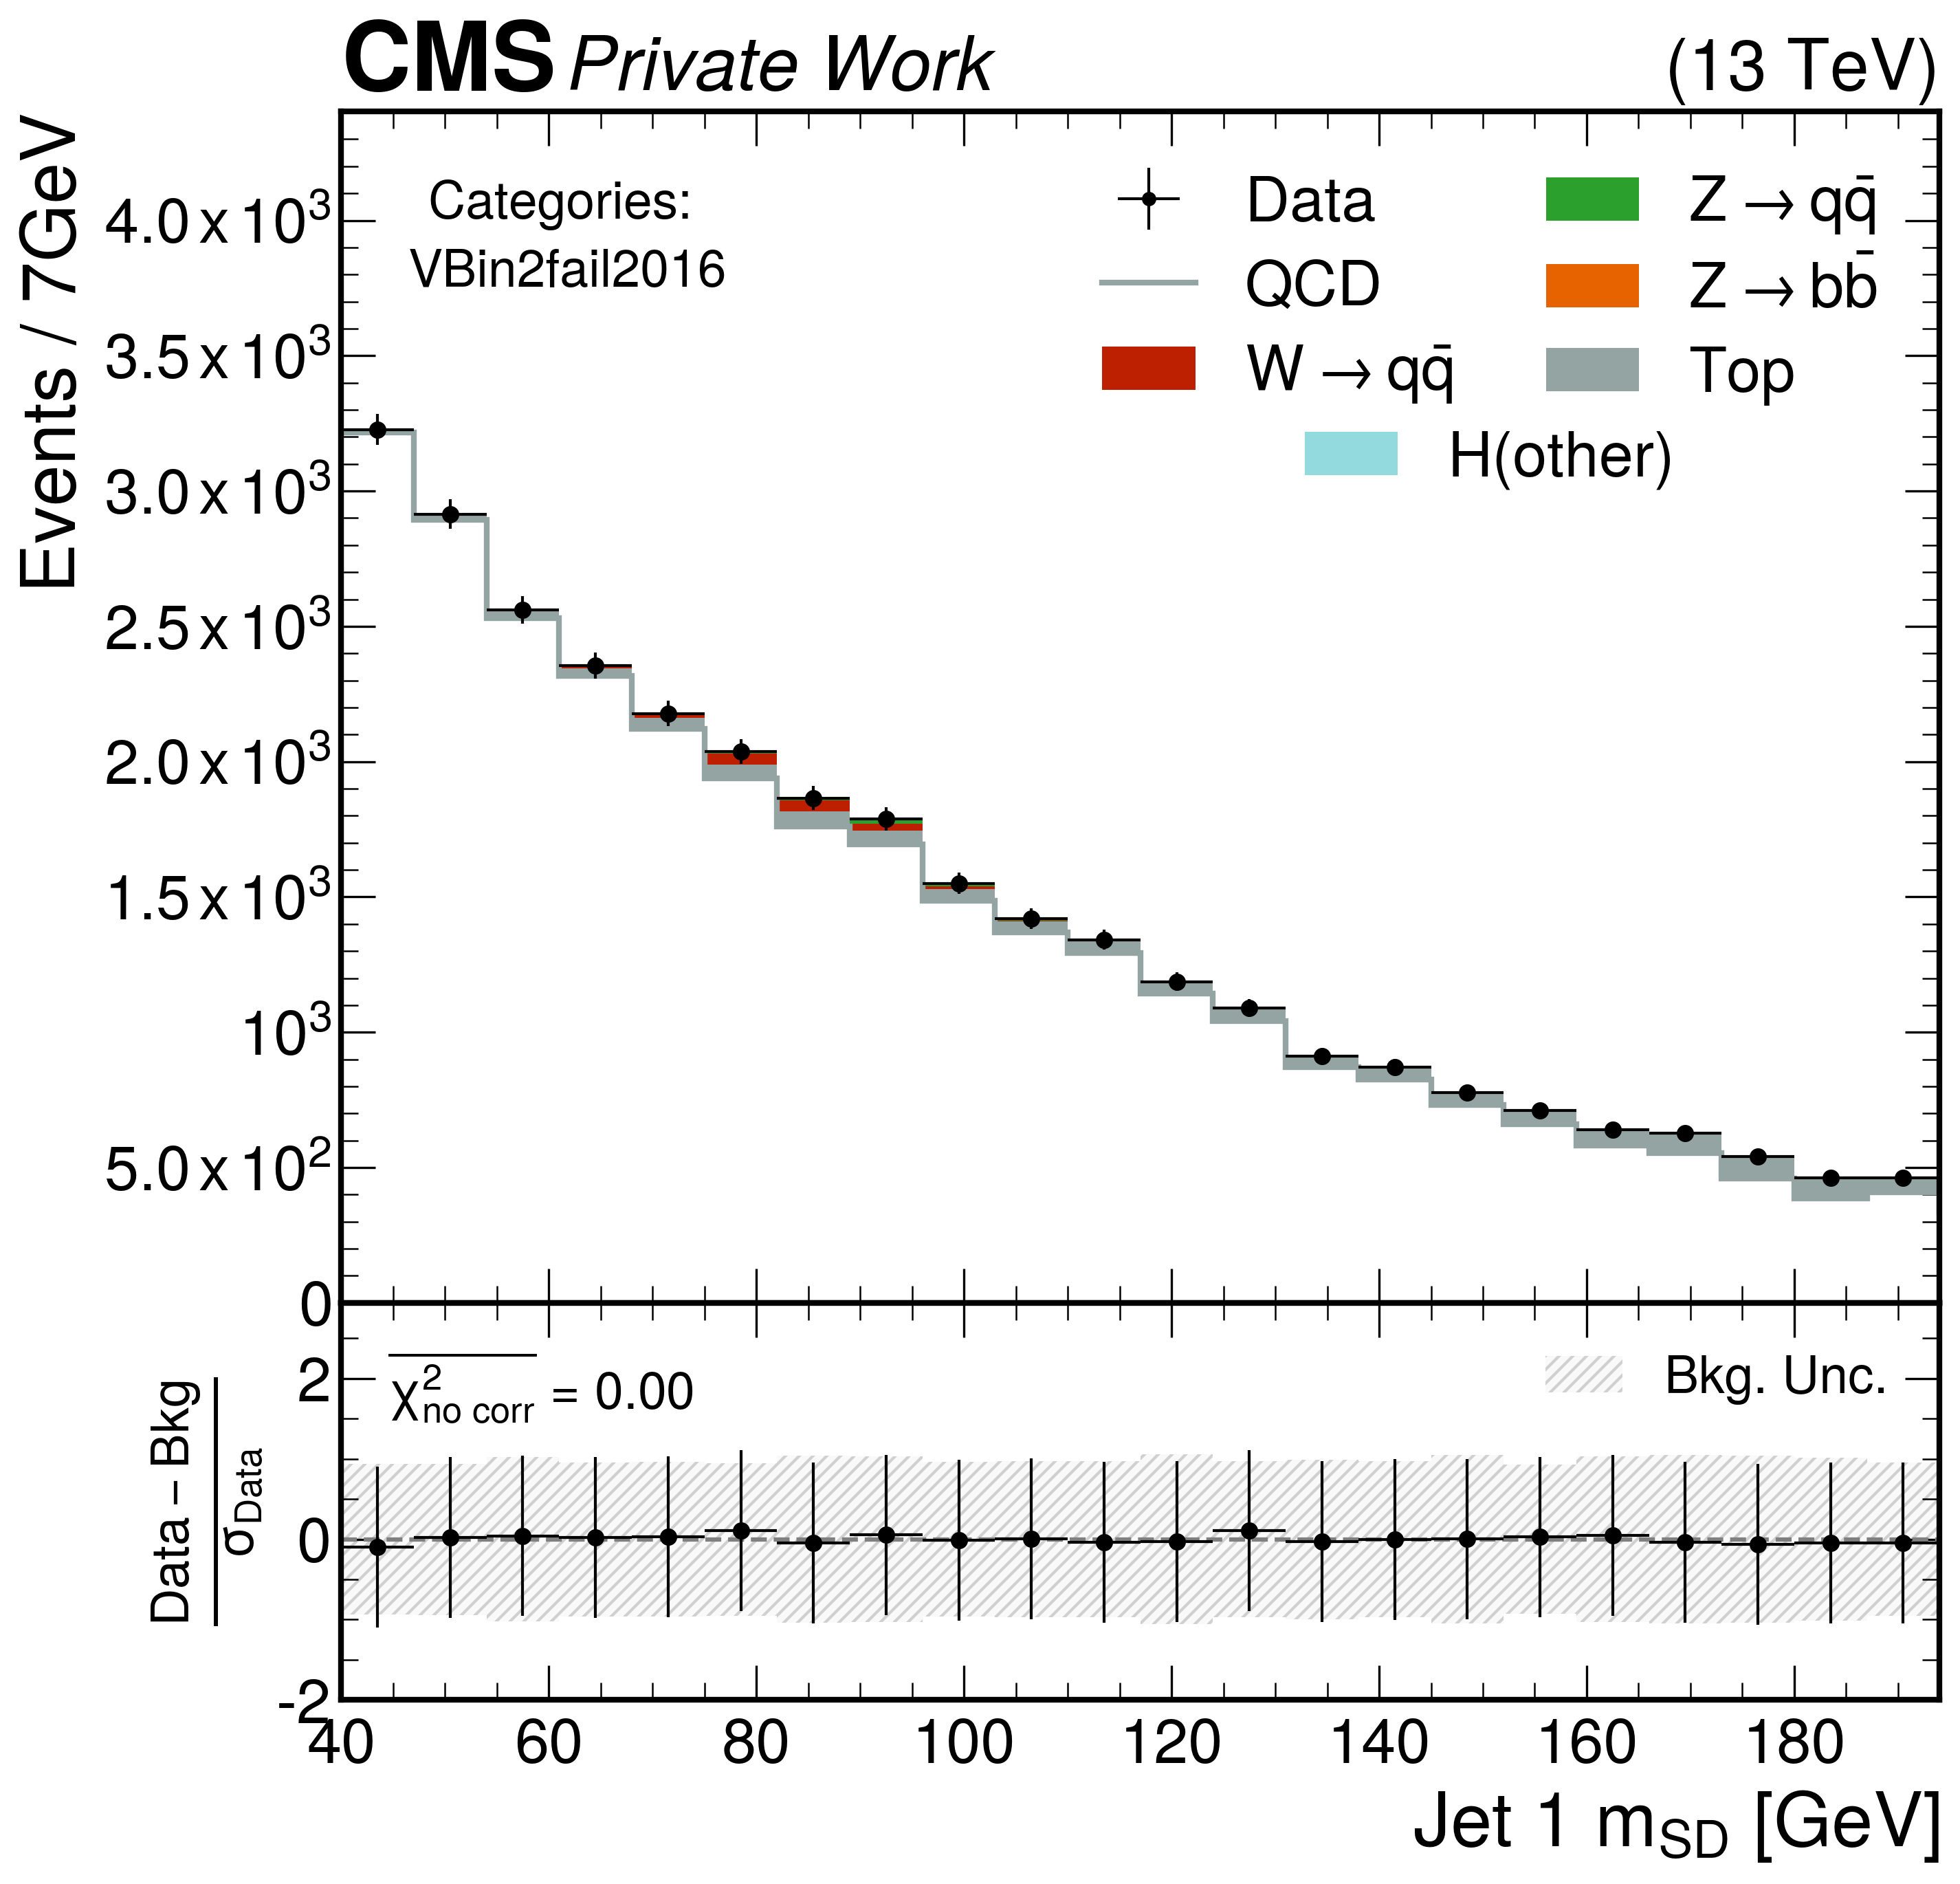 CMS Private Work (13 TeV)
Events / 7GeV
Categories:
VBin2fail2016
Data
QCD
W → qq̄
Z → qq̄
Z → bb̄
Top
H(other)
4.0 x 10³
3.5 x 10³
3.0 x 10³
2.5 x 10³
2.0 x 10³
1.5 x 10³
10³
5.0 x 10²
0
Data − Bkg
σ_Data
χ²_no corr = 0.00
Bkg. Unc.
2
0
-2
40 60 80 100 120 140 160 180
Jet 1 m_SD [GeV]